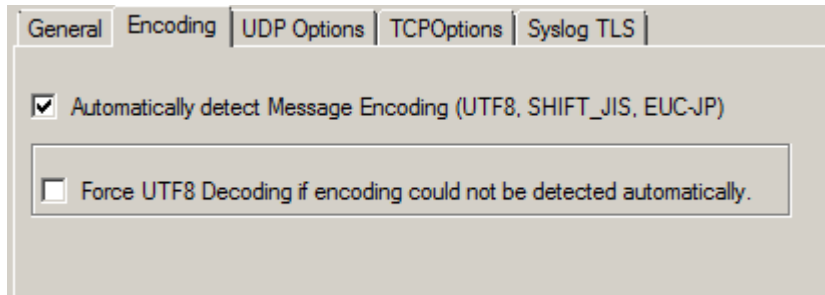 General Encoding UDP Options TCPOptions Syslog TLS
Automatically detect Message Encoding (UTF8, SHIFT_JIS, EUC-JP)
Force UTF8 Decoding if encoding could not be detected automatically.